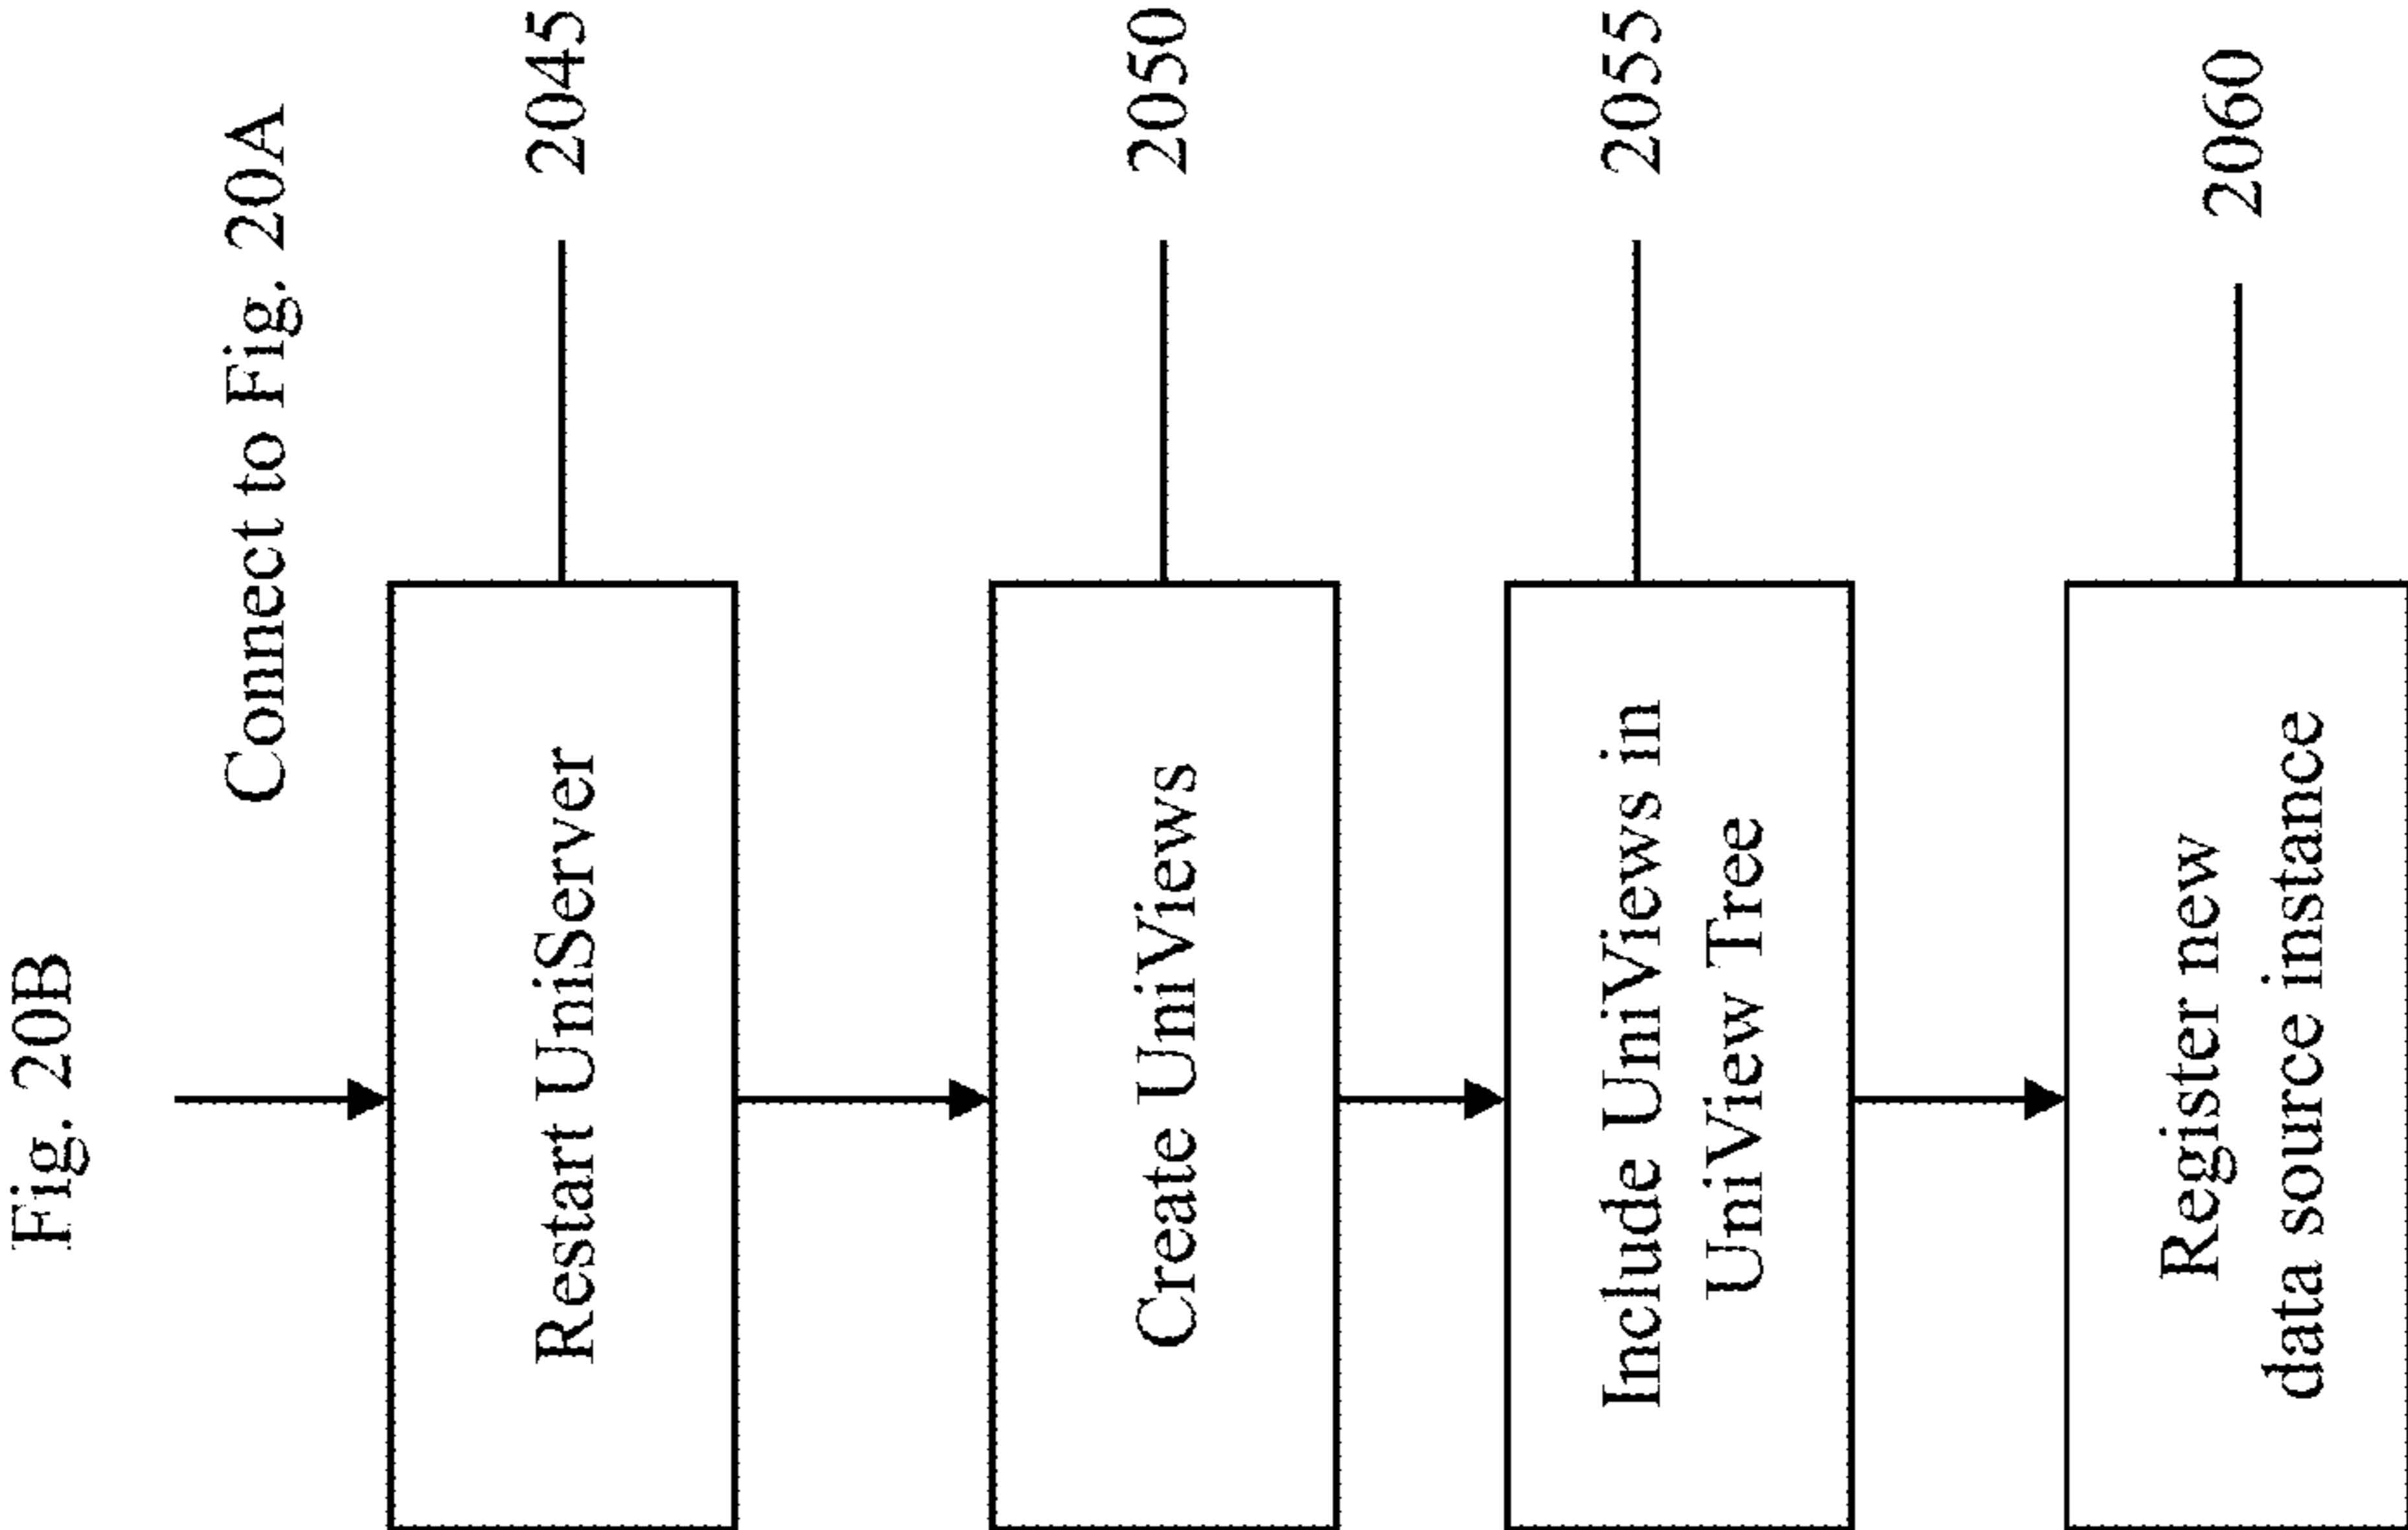 Fig. 20B
Connect to Fig. 20A
Restart UniServer
2045
Create UniViews
2050
Include UniViews in
UniView Tree
2055
Register new
data source instance
2060